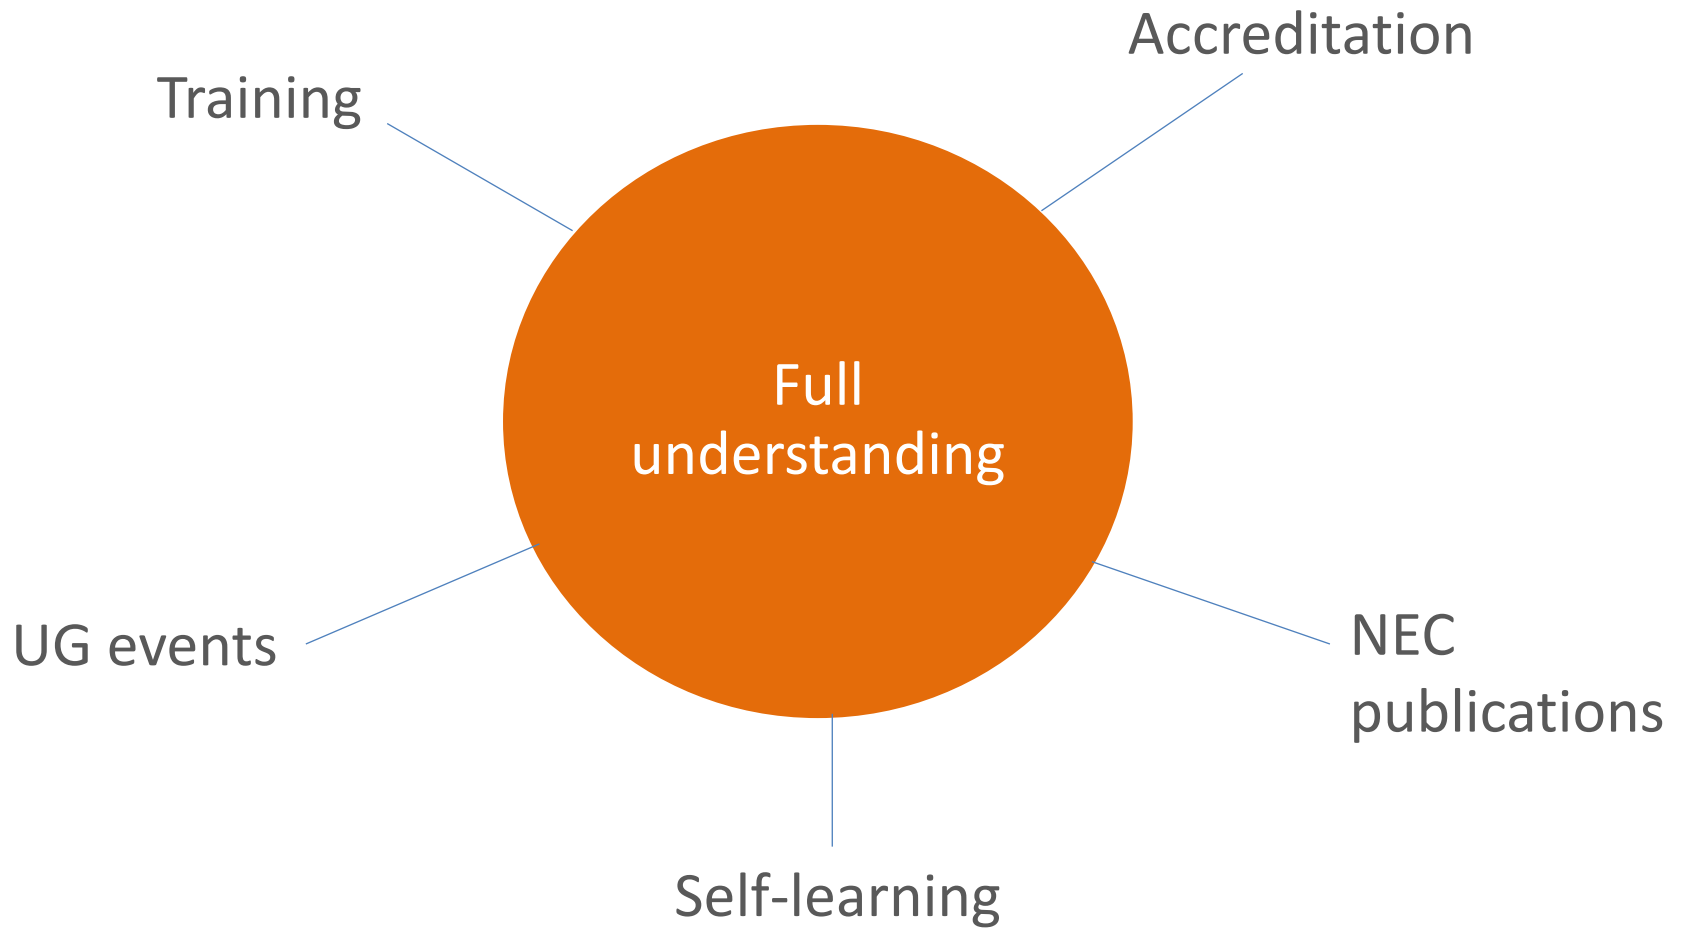 Accreditation
Training
Full
understanding
UG events
NEC
publications
Self-learning